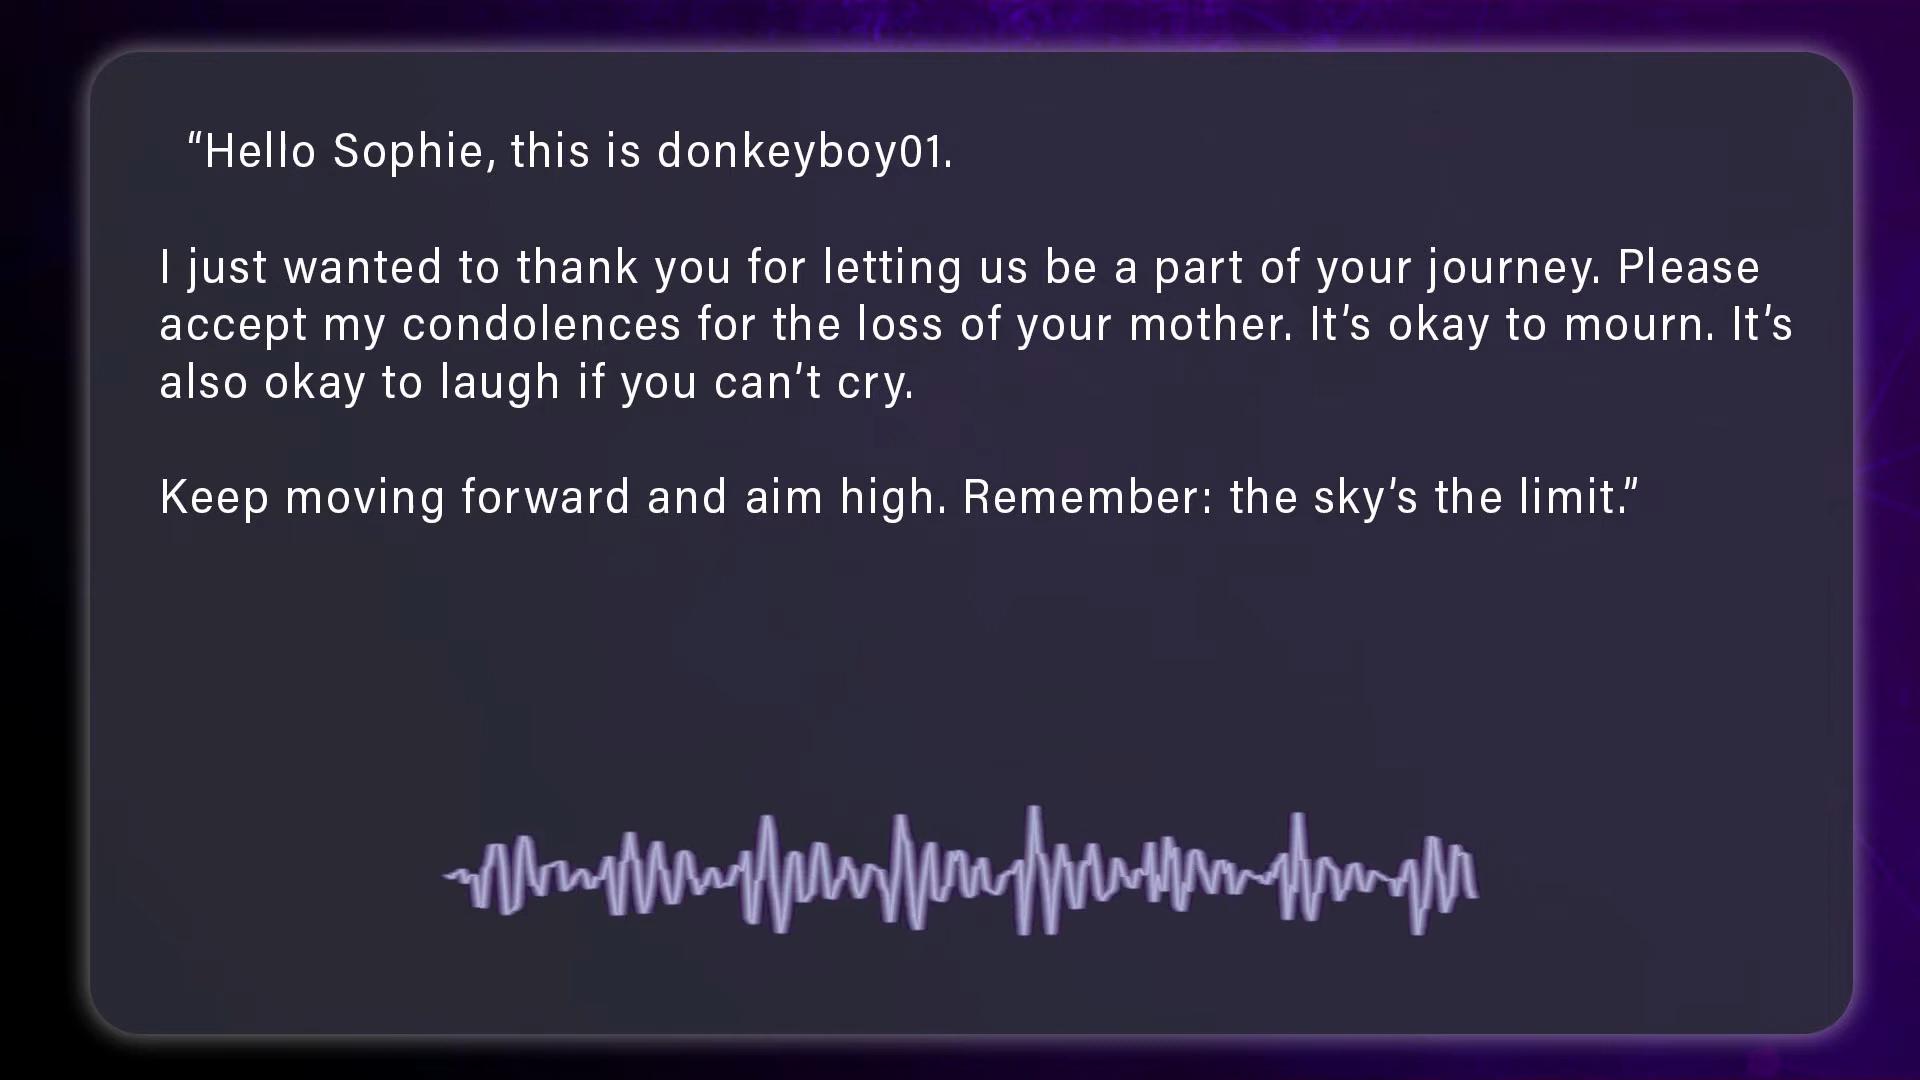 “Hello Sophie, this is donkeyboy01.
I just wanted to thank you for letting us be a part of your journey. Please
accept my condolences for the loss of your mother. It’s okay to mourn. It’s
also okay to laugh if you can’t cry.
Keep moving forward and aim high. Remember: the sky’s the limit.”